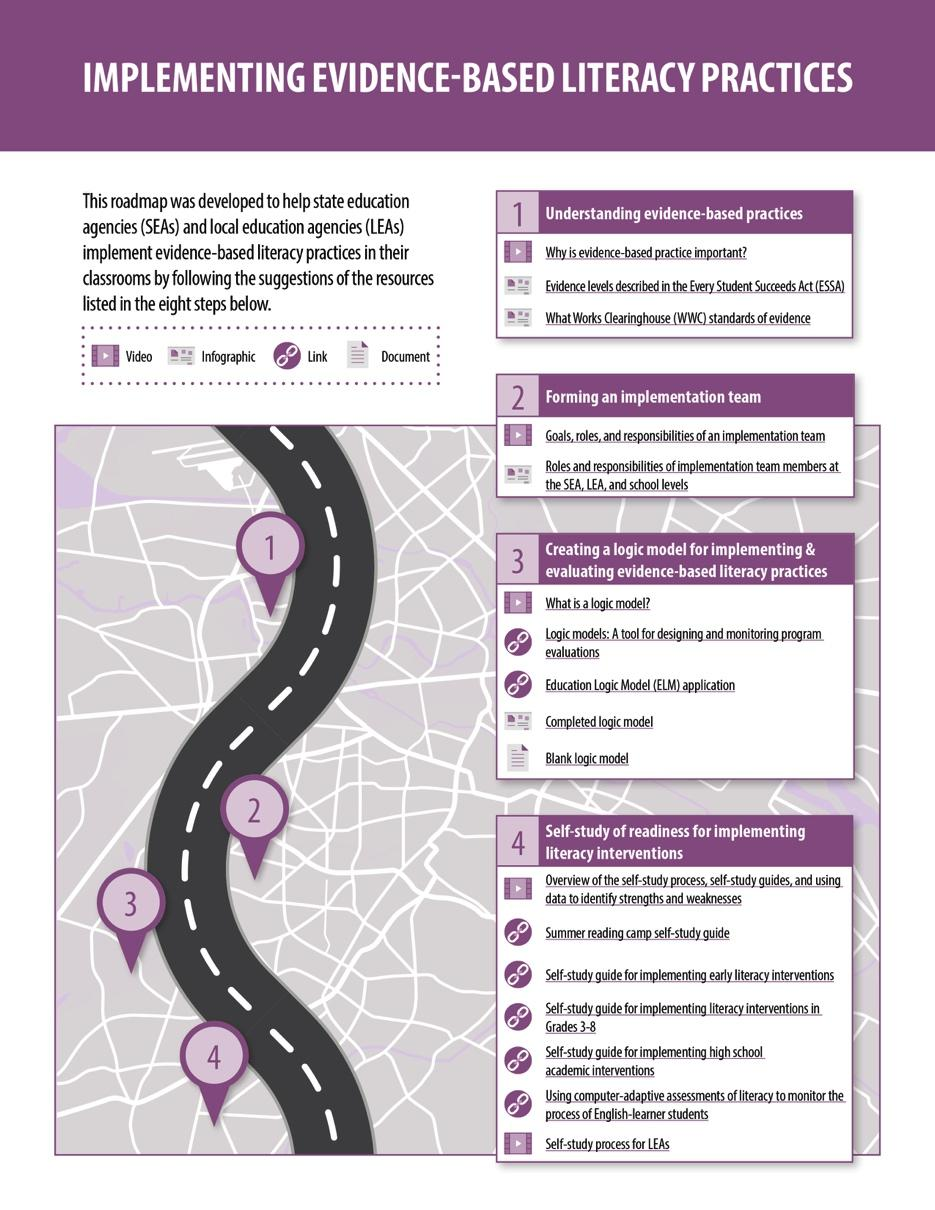 IMPLEMENTING EVIDENCE-BASED LITERACY PRACTICES
This roadmap was developed to help state education
agencies (SEAs) and local education agencies (LEAs)
implement evidence-based literacy practices in their
classrooms by following the suggestions of the resources
listed in the eight steps below.
Video Infographic Link Document
1 Understanding evidence-based practices
Why is evidence-based practice important?
Evidence levels described in the Every Student Succeeds Act (ESSA)
What Works Clearinghouse (WWC) standards of evidence
2 Forming an implementation team
Goals, roles, and responsibilities of an implementation team
Roles and responsibilities of implementation team members at
the SEA, LEA, and school levels
3 Creating a logic model for implementing &
evaluating evidence-based literacy practices
What is a logic model?
Logic models: A tool for designing and monitoring program
evaluations
Education Logic Model (ELM) application
Completed logic model
Blank logic model
4 Self-study of readiness for implementing
literacy interventions
Overview of the self-study process, self-study guides, and using
data to identify strengths and weaknesses
Summer reading camp self-study guide
Self-study guide for implementing early literacy interventions
Self-study guide for implementing literacy interventions in
Grades 3-8
Self-study guide for implementing high school
academic interventions
Using computer-adaptive assessments of literacy to monitor the
process of English-learner students
Self-study process for LEAs
1
2
3
4